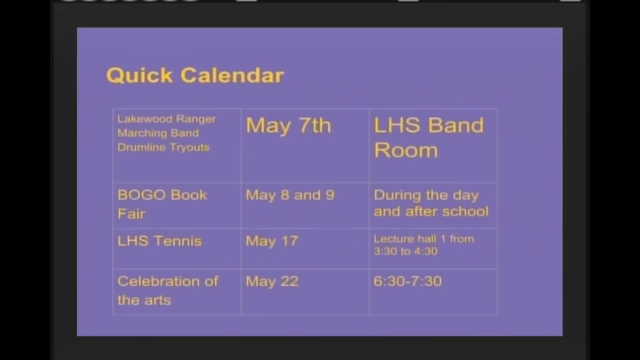 Quick Calendar
Lakewood Ranger
Marching Band
Drumline Tryouts
May 7th
LHS Band
Room
BOGO Book
Fair
May 8 and 9
During the day
and after school
LHS Tennis
May 17
Lecture hall 1 from
3:30 to 4:30
Celebration of
the arts
May 22
6:30-7:30